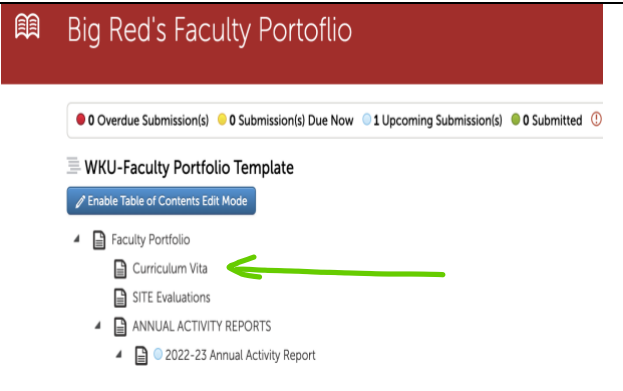 Big Red's Faculty Portoflio
0 Overdue Submission(s) 0 Submission(s) Due Now 1 Upcoming Submission(s) 0 Submitted
WKU-Faculty Portfolio Template
Enable Table of Contents Edit Mode
Faculty Portfolio
Curriculum Vita
SITE Evaluations
ANNUAL ACTIVITY REPORTS
2022-23 Annual Activity Report